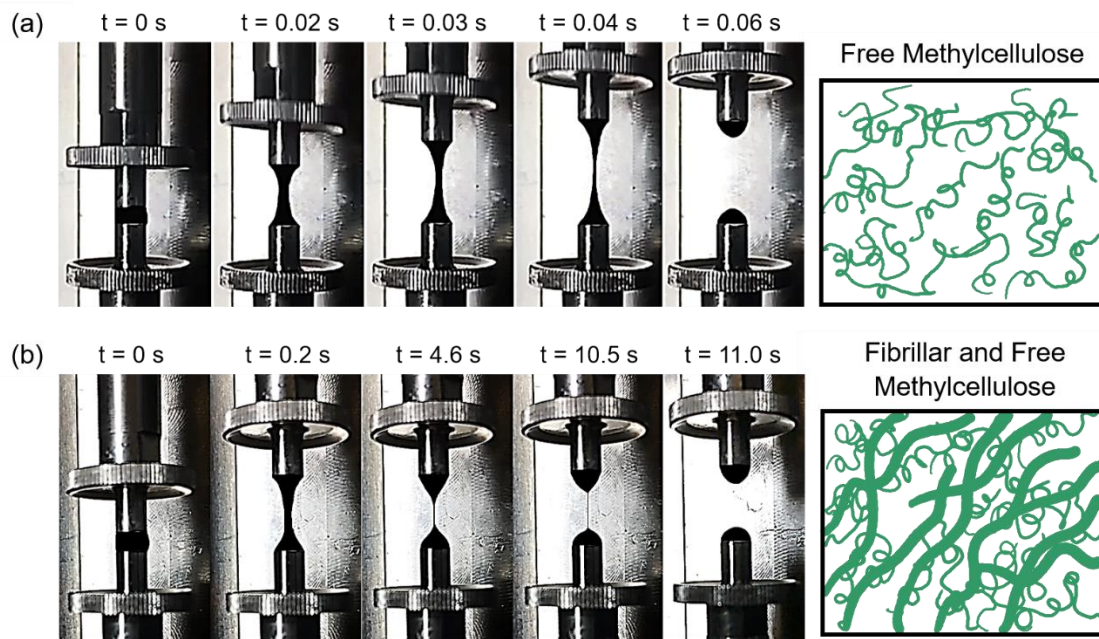 (a)
t = 0 s
t = 0.02 s
t = 0.03 s
t = 0.04 s
t = 0.06 s
Free Methylcellulose
(b)
t = 0 s
t = 0.2 s
t = 4.6 s
t = 10.5 s
t = 11.0 s
Fibrillar and Free
Methylcellulose